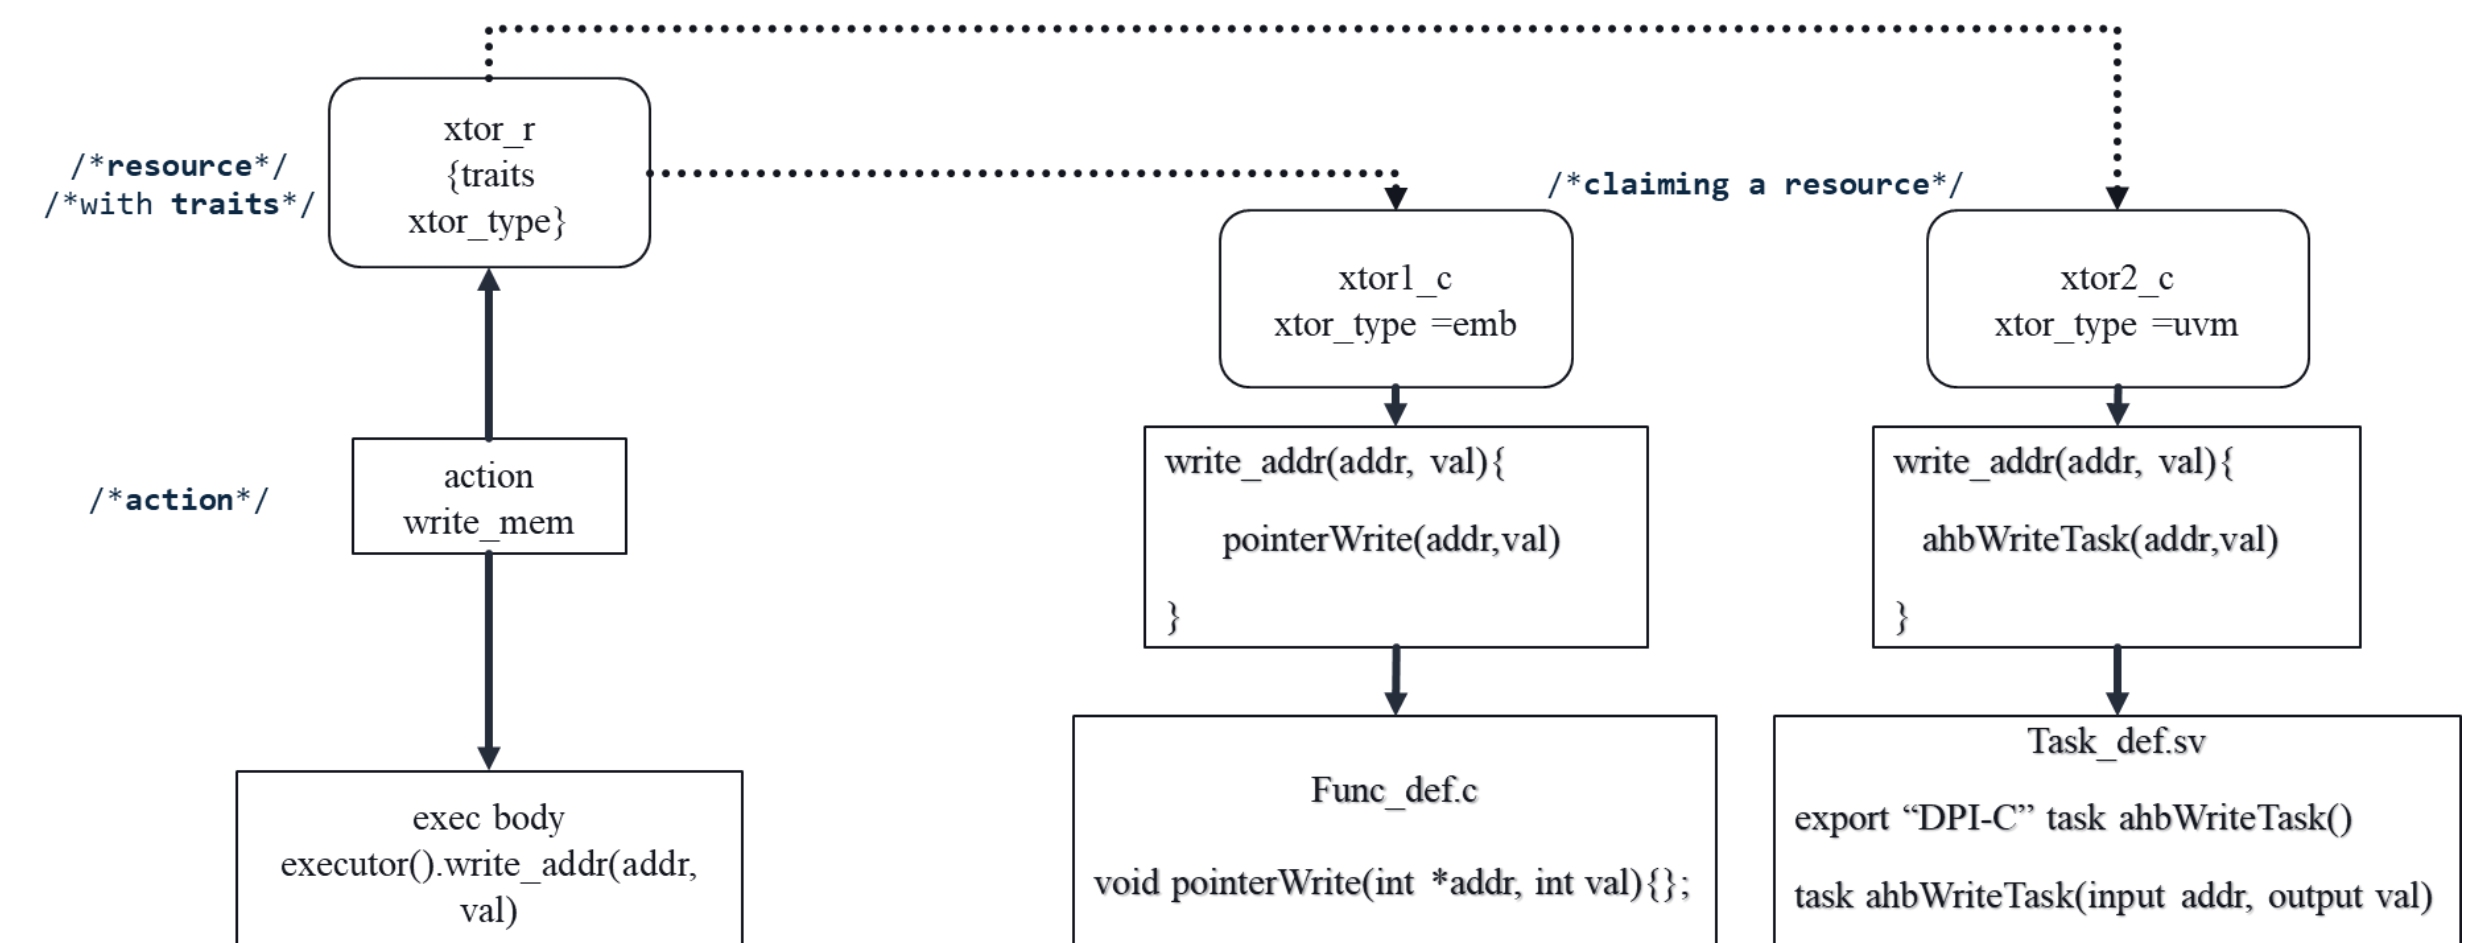 /*resource*/
/*with traits*/
xtor_r
{traits
xtor_type}
/*claiming a resource*/
xtor1_c
xtor_type =emb
xtor2_c
xtor_type =uvm
/*action*/
action
write_mem
write_addr(addr, val){
pointerWrite(addr,val)
}
write_addr(addr, val){
ahbWriteTask(addr,val)
}
exec body
executor().write_addr(addr,
val)
Func_def.c
void pointerWrite(int *addr, int val){};
Task_def.sv
export “DPI-C” task ahbWriteTask()
task ahbWriteTask(input addr, output val)